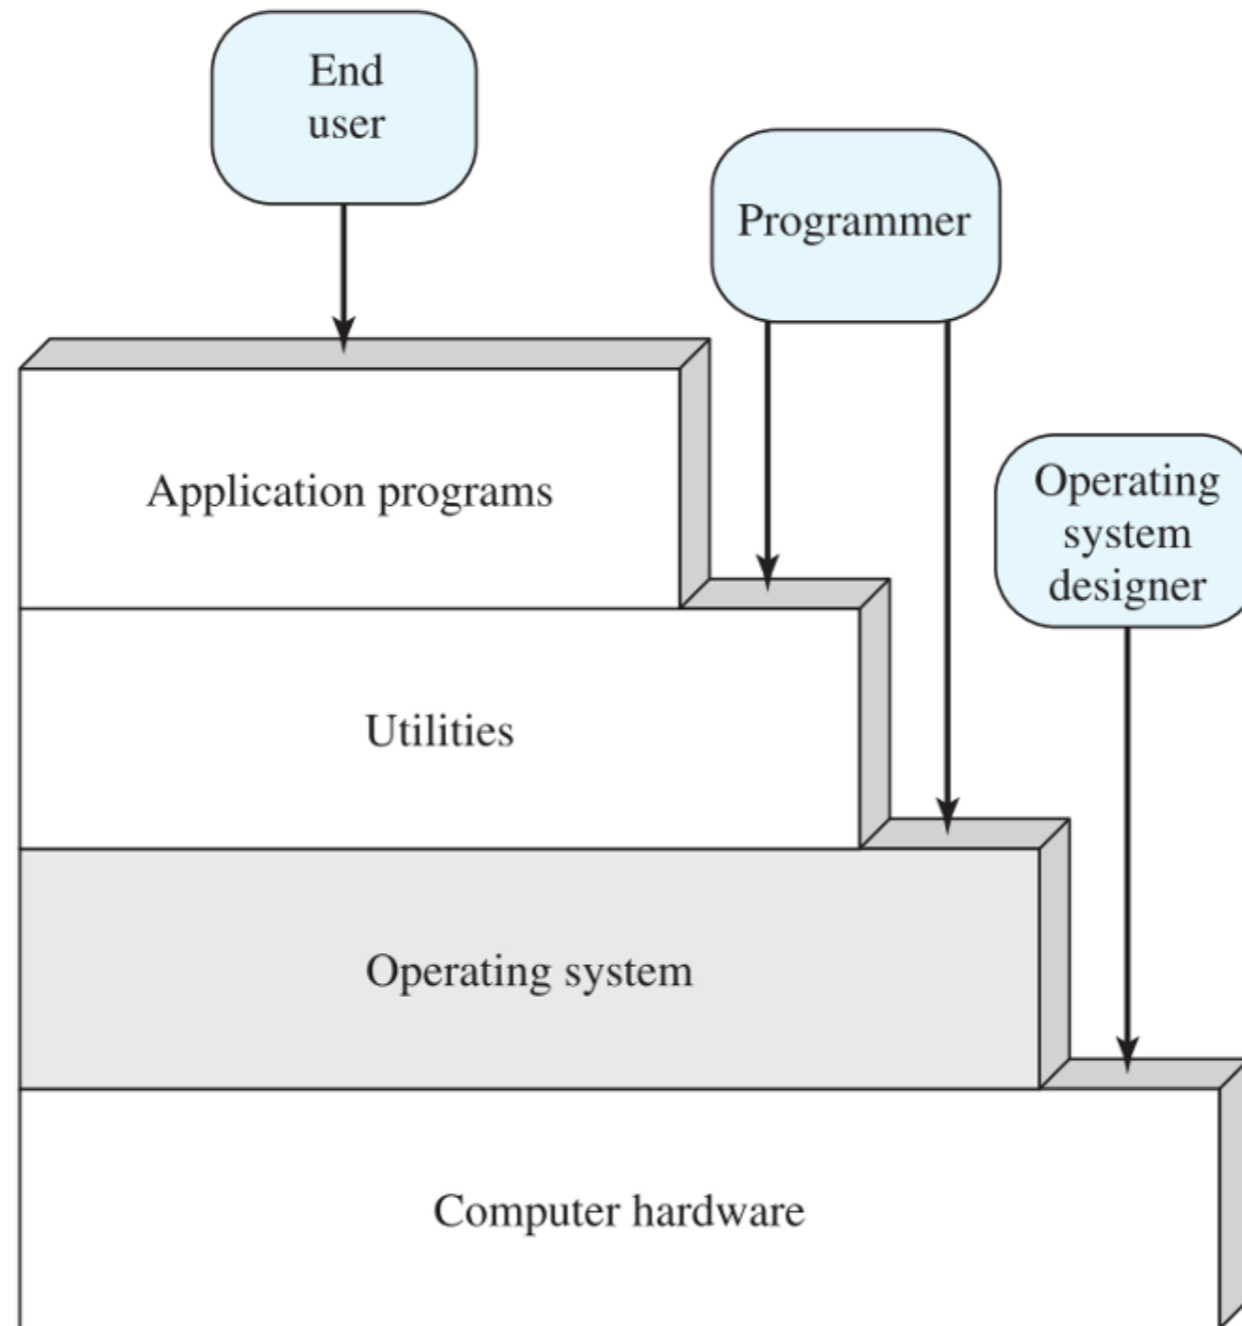 End
user
Programmer
Operating
system
designer
Application programs
Utilities
Operating system
Computer hardware